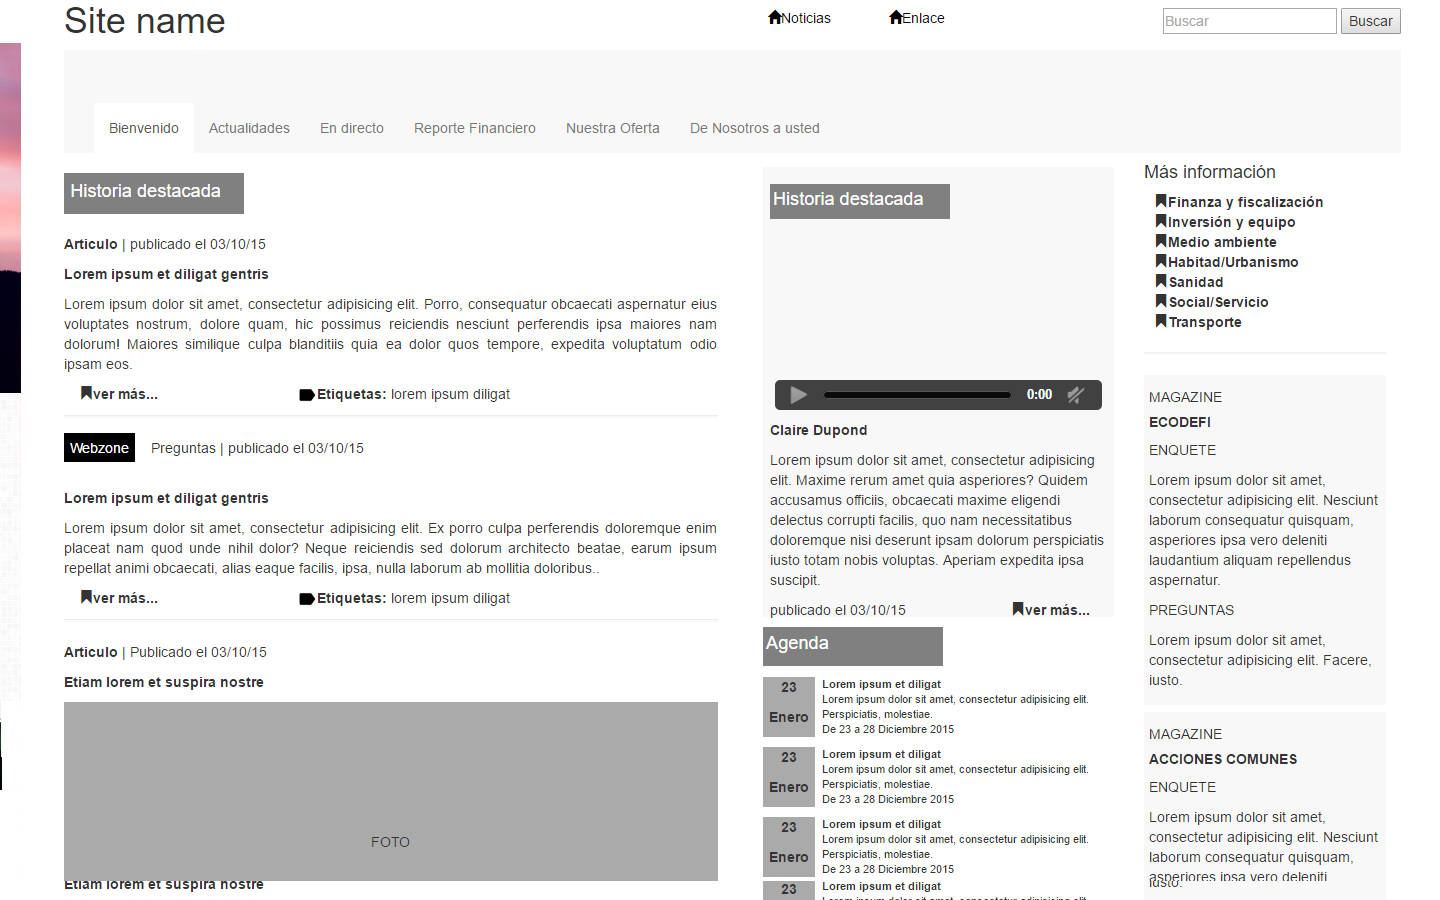 Site name
Noticias
Enlace
Buscar
Buscar
Bienvenido
Actualidades
En directo
Reporte Financiero
Nuestra Oferta
De Nosotros a usted
Historia destacada
Articulo | publicado el 03/10/15
Lorem ipsum et diligat gentris
Lorem ipsum dolor sit amet, consectetur adipisicing elit. Porro, consequatur obcaecati aspernatur eius
voluptates nostrum, dolore quam, hic possimus reiciendis nesciunt perferendis ipsa maiores nam
dolorum! Maiores similique culpa blanditiis quia ea dolor quos tempore, expedita voluptatum odio
ipsam eos.
ver más...
Etiquetas: lorem ipsum diligat
Webzone
Preguntas | publicado el 03/10/15
Lorem ipsum et diligat gentris
Lorem ipsum dolor sit amet, consectetur adipisicing elit. Ex porro culpa perferendis doloremque enim
placeat nam quod unde nihil dolor? Neque reiciendis sed dolorum architecto beatae, earum ipsum
repellat animi obcaecati, alias eaque facilis, ipsa, nulla laborum ab mollitia doloribus..
ver más...
Etiquetas: lorem ipsum diligat
Articulo | Publicado el 03/10/15
Etiam lorem et suspira nostre
FOTO
Etiam lorem et suspira nostre
Historia destacada
0:00
Claire Dupond
Lorem ipsum dolor sit amet, consectetur adipisicing
elit. Maxime rerum amet quia asperiores? Quidem
accusamus officiis, obcaecati maxime eligendi
delectus corrupti facilis, quo nam necessitatibus
doloremque nisi deserunt ipsam dolorum perspiciatis
iusto totam nobis voluptas. Aperiam expedita ipsa
suscipit.
publicado el 03/10/15
ver más...
Agenda
23
Enero
Lorem ipsum et diligat
Lorem ipsum dolor sit amet, consectetur adipisicing elit.
Perspiciatis, molestiae.
De 23 a 28 Diciembre 2015
23
Enero
Lorem ipsum et diligat
Lorem ipsum dolor sit amet, consectetur adipisicing elit.
Perspiciatis, molestiae.
De 23 a 28 Diciembre 2015
23
Enero
Lorem ipsum et diligat
Lorem ipsum dolor sit amet, consectetur adipisicing elit.
Perspiciatis, molestiae.
De 23 a 28 Diciembre 2015
23
Lorem ipsum et diligat
Lorem ipsum dolor sit amet, consectetur adipisicing elit.
Más información
Finanza y fiscalización
Inversión y equipo
Medio ambiente
Habitad/Urbanismo
Sanidad
Social/Servicio
Transporte
MAGAZINE
ECODEFI
ENQUETE
Lorem ipsum dolor sit amet,
consectetur adipisicing elit. Nesciunt
laborum consequatur quisquam,
asperiores ipsa vero deleniti
laudantium aliquam repellendus
aspernatur.
PREGUNTAS
Lorem ipsum dolor sit amet,
consectetur adipisicing elit. Facere,
iusto.
MAGAZINE
ACCIONES COMUNES
ENQUETE
Lorem ipsum dolor sit amet,
consectetur adipisicing elit. Nesciunt
laborum consequatur quisquam,
asperiores ipsa vero deleniti
iusto.